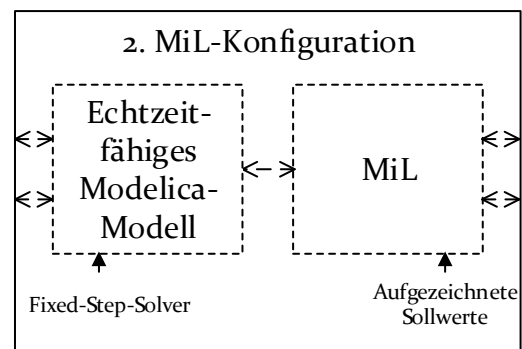 2. MiL-Konfiguration
Echtzeit-
fähiges
Modelica-
Modell
MiL
Fixed-Step-Solver
Aufgezeichnete
Sollwerte